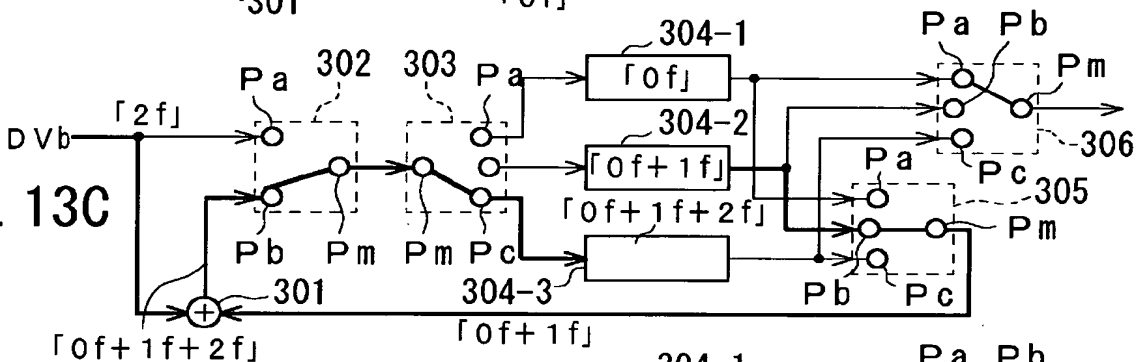 301
Pa Pb
304-1
Pa 302 303 Pa
「0f」
Pm
「2f」
304-2
DVb
306
「0f+1f」
Pa Pc
305
13C
「0f+1f+2f」
Pm
Pb Pm Pm Pc
301
304-3
Pb Pc
「0f+1f」
「0f+1f+2f」
304-1
Pa Pb